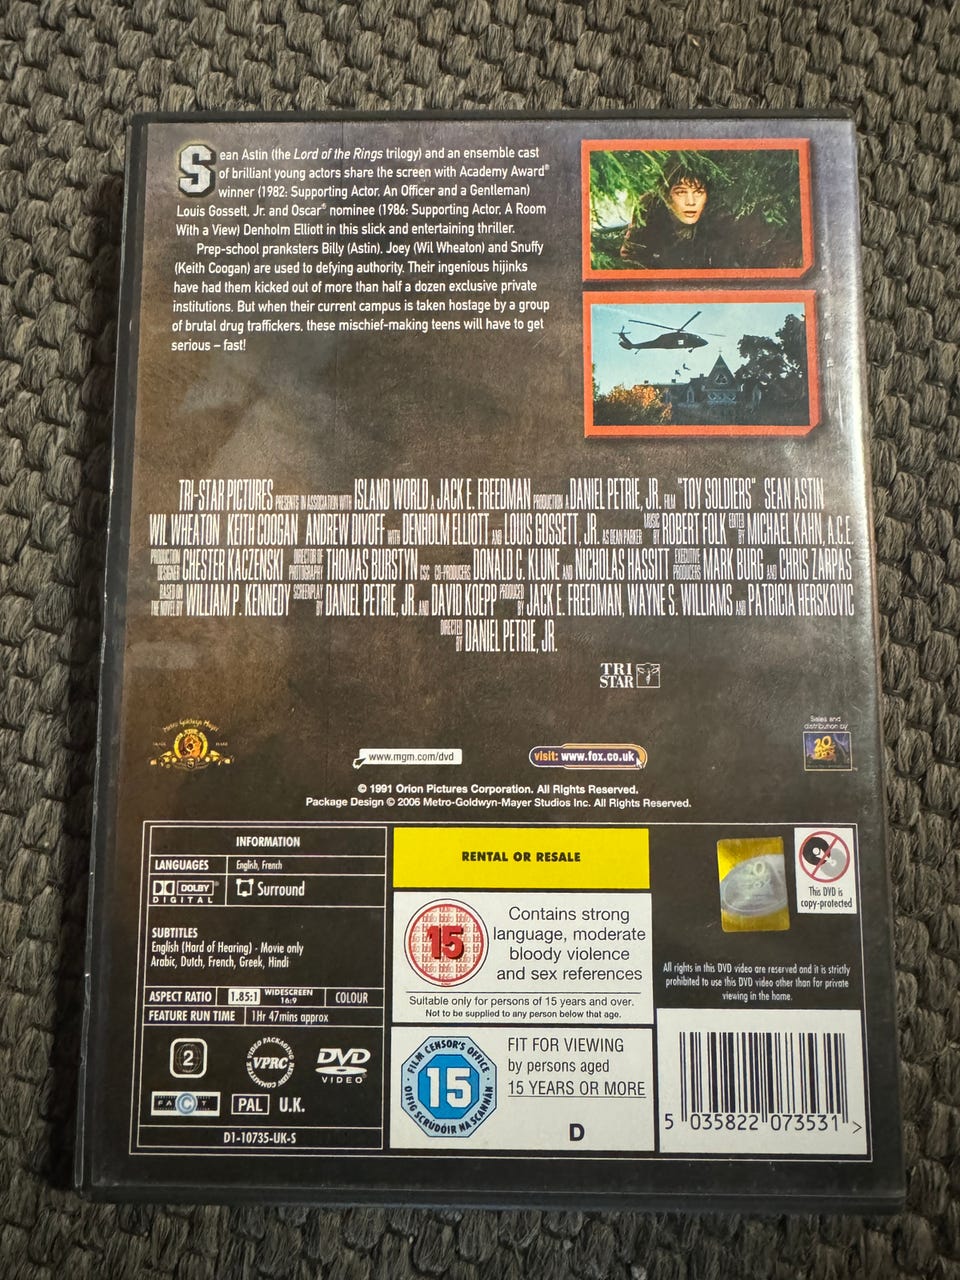 Sean Astin (the Lord of the Rings trilogy) and an ensemble cast
of brilliant young actors share the screen with Academy Award®
winner (1982: Supporting Actor, An Officer and a Gentleman)
Louis Gossett, Jr. and Oscar® nominee (1986: Supporting Actor, A Room
With a View) Denholm Elliott in this slick and entertaining thriller.
Prep-school pranksters Billy (Astin), Joey (Wil Wheaton) and Snuffy
(Keith Coogan) are used to defying authority. Their ingenious hijinks
have had them kicked out of more than half a dozen exclusive private
institutions. But when their current campus is taken hostage by a group
of brutal drug traffickers, these mischief-making teens will have to get
serious – fast!
TRI-STAR PICTURES PRESENTS IN ASSOCIATION WITH ISLAND WORLD A JACK E. FREEDMAN PRODUCTION A DANIEL PETRIE, JR. FILM "TOY SOLDIERS" SEAN ASTIN
WIL WHEATON KEITH COOGAN ANDREW DIVOFF WITH DENHOLM ELLIOTT AND LOUIS GOSSETT, JR. AS DEAN PARKER MUSIC BY ROBERT FOLK EDITED BY MICHAEL KAHN, A.C.E.
PRODUCTION DESIGNER CHESTER KACZENSKI DIRECTOR OF PHOTOGRAPHY THOMAS BURSTYN CSC CO-PRODUCERS DONALD C. KLUNE AND NICHOLAS HASSITT EXECUTIVE PRODUCERS MARK BURG AND CHRIS ZARPAS
BASED ON THE NOVEL BY WILLIAM P. KENNEDY SCREENPLAY BY DANIEL PETRIE, JR. AND DAVID KOEPP PRODUCED BY JACK E. FREEDMAN, WAYNE S. WILLIAMS AND PATRICIA HERSKOVIC
DIRECTED BY DANIEL PETRIE, JR.
TRI
STAR
Metro Goldwyn Mayer
TRADE MARK
www.mgm.com/dvd
visit: www.fox.co.uk
Sales and
distribution by
20
FOX
© 1991 Orion Pictures Corporation. All Rights Reserved.
Package Design © 2006 Metro-Goldwyn-Mayer Studios Inc. All Rights Reserved.
INFORMATION
LANGUAGES English, French
DOLBY Surround
DIGITAL
SUBTITLES
English (Hard of Hearing) - Movie only
Arabic, Dutch, French, Greek, Hindi
ASPECT RATIO 1.85:1 WIDESCREEN 16:9 COLOUR
FEATURE RUN TIME 1Hr 47mins approx
2
VIDEO PACKAGING REVIEW COMMITTEE
VPRC
DVD
VIDEO
FACT
PAL U.K.
D1-10735-UK-S
RENTAL OR RESALE
15
Contains strong
language, moderate
bloody violence
and sex references
Suitable only for persons of 15 years and over.
Not to be supplied to any person below that age.
FILM CENSOR'S OFFICE
15
OIFIG SCRÚDÓIR NA SCANNÁN
FIT FOR VIEWING
by persons aged
15 YEARS OR MORE
D
This DVD is
copy-protected
All rights in this DVD video are reserved and it is strictly
prohibited to use this DVD video other than for private
viewing in the home.
5 035822 073531 >